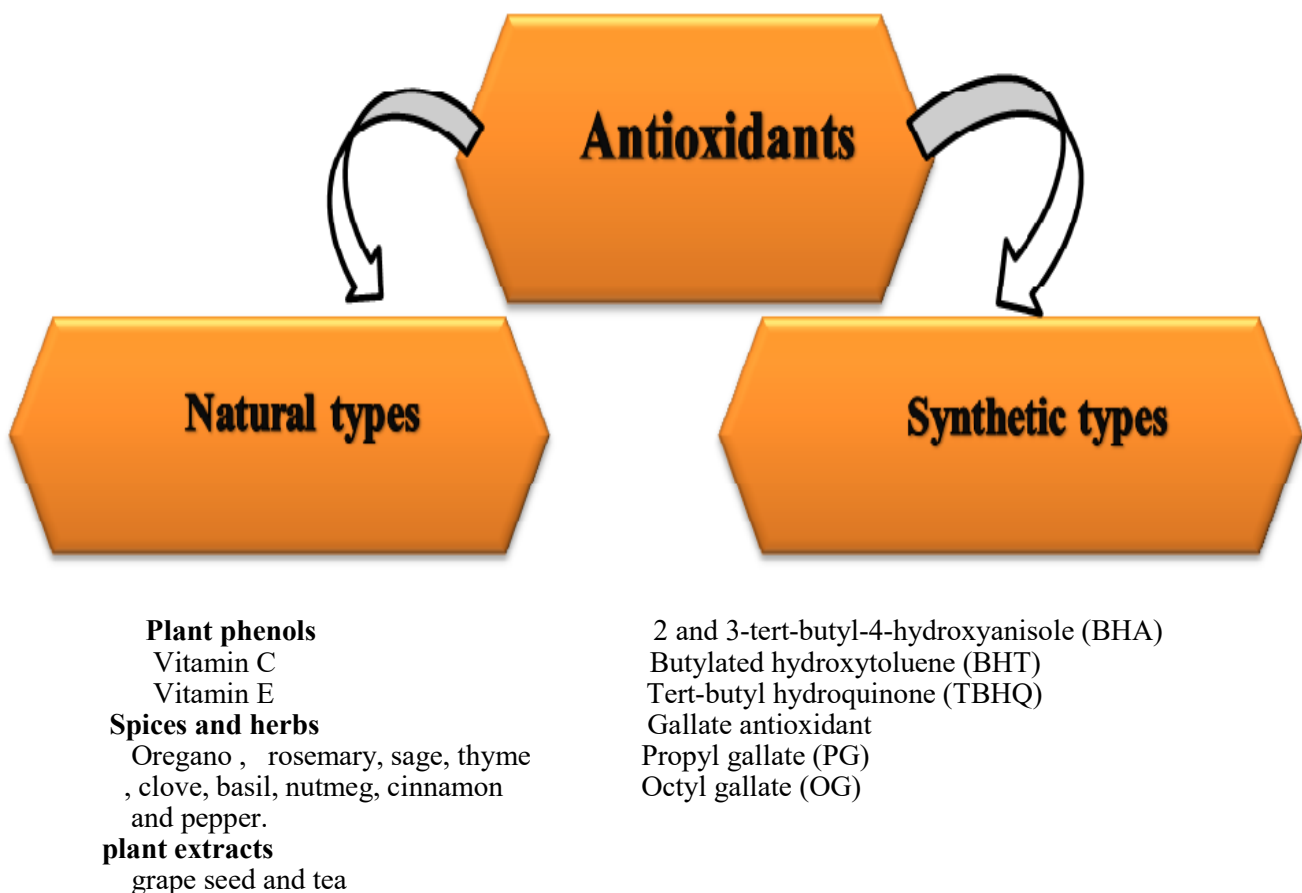 Antioxidants
Natural types
Synthetic types
Plant phenols
Vitamin C
Vitamin E
Spices and herbs
Oregano , rosemary, sage, thyme
, clove, basil, nutmeg, cinnamon
and pepper.
plant extracts
grape seed and tea
2 and 3-tert-butyl-4-hydroxyanisole (BHA)
Butylated hydroxytoluene (BHT)
Tert-butyl hydroquinone (TBHQ)
Gallate antioxidant
Propyl gallate (PG)
Octyl gallate (OG)